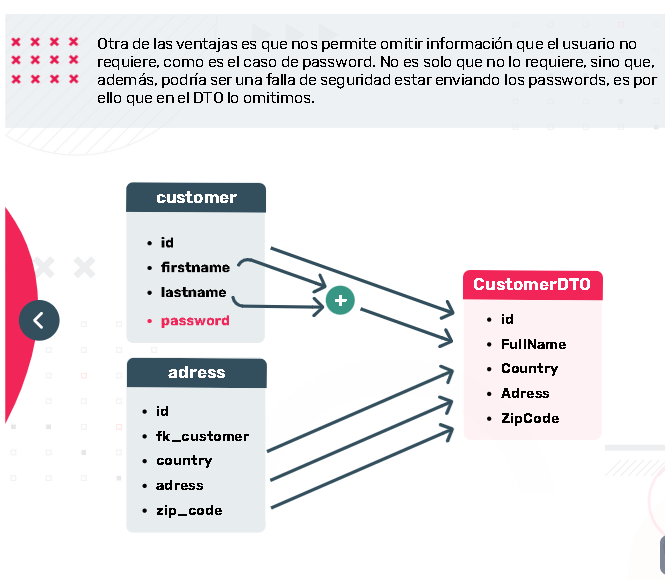 Otra de las ventajas es que nos permite omitir información que el usuario no
requiere, como es el caso de password. No es solo que no lo requiere, sino que,
además, podría ser una falla de seguridad estar enviando los passwords, es por
ello que en el DTO lo omitimos.
customer
• id
• firstname
• lastname
• password
+
adress
• id
• fk_customer
• country
• adress
• zip_code
CustomerDTO
• id
• FullName
• Country
• Adress
• ZipCode